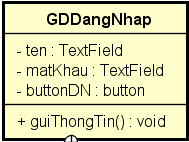 GDDangNhap
- ten : TextField
- matKhau : TextField
- buttonDN : button
+ guiThongTin() : void